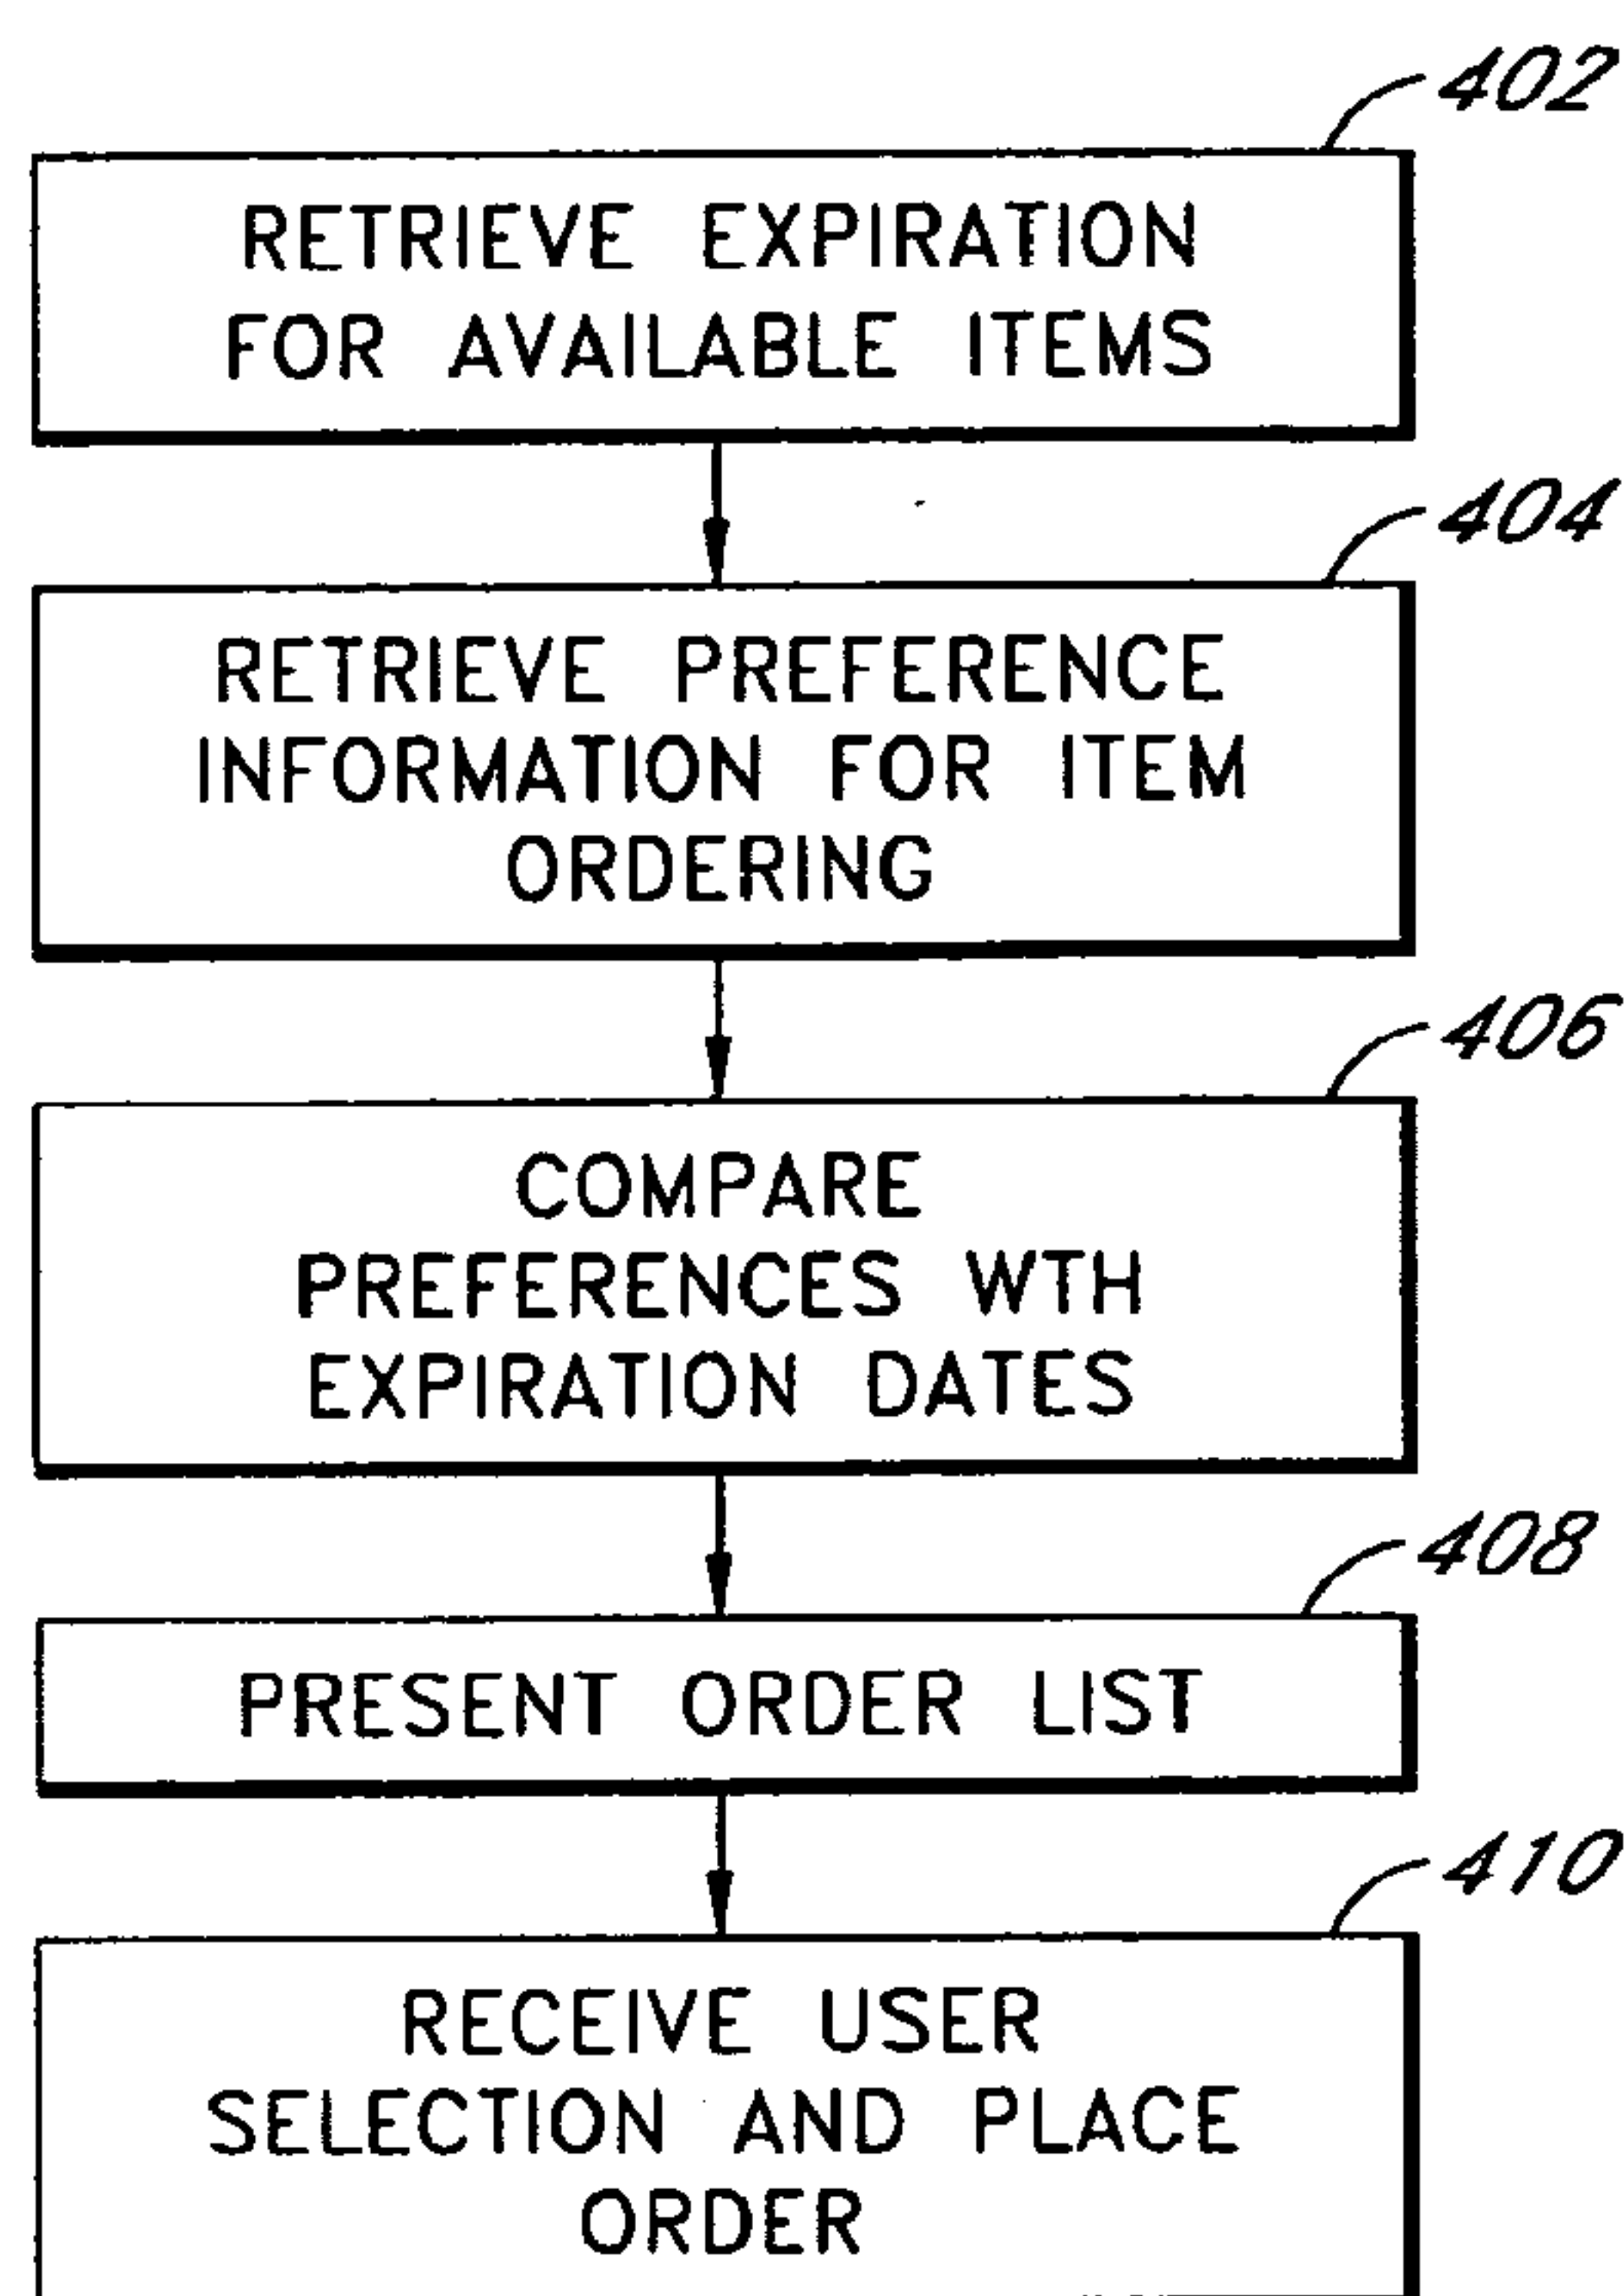 402
RETRIEVE EXPIRATION
FOR AVAILABLE ITEMS
404
RETRIEVE PREFERENCE
INFORMATION FOR ITEM
ORDERING
406
COMPARE
PREFERENCES WTH
EXPIRATION DATES
408
PRESENT ORDER LIST
410
RECEIVE USER
SELECTION AND PLACE
ORDER